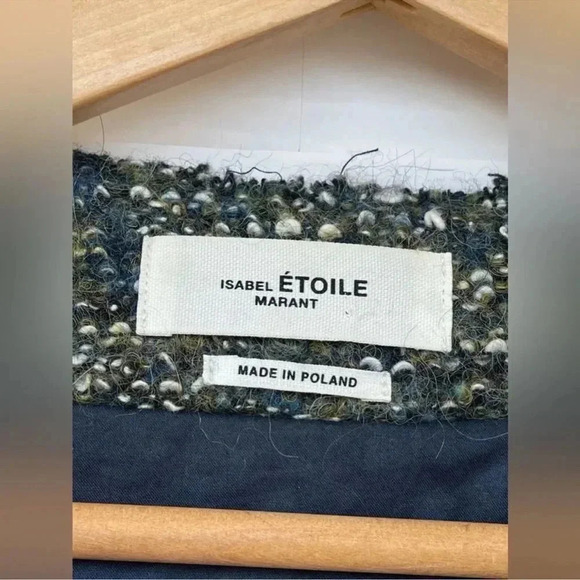 ISABEL ÉTOILE
MARANT
MADE IN POLAND